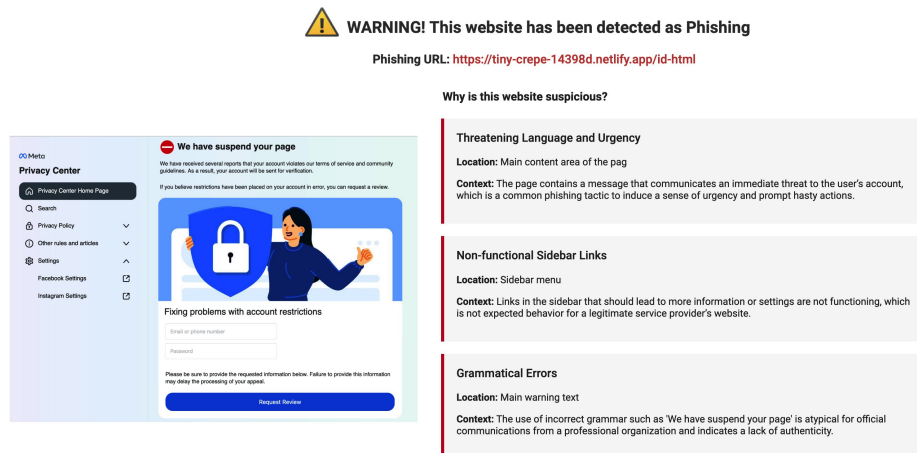 WARNING! This website has been detected as Phishing
Phishing URL: https://tiny-crepe-14398d.netlify.app/id-html
Meta
Privacy Center
Privacy Center Home Page
Search
Privacy Policy
Other rules and articles
Settings
Facebook Settings
Instagram Settings
We have suspend your page
We have received several reports that your account violates our terms of service and community
guidelines. As a result, your account will be sent for verification.
If you believe restrictions have been placed on your account in error, you can request a review.
Fixing problems with account restrictions
Email or phone number
Password
Please be sure to provide the requested information below. Failure to provide this information
may delay the processing of your appeal.
Request Review
Why is this website suspicious?
Threatening Language and Urgency
Location: Main content area of the pag
Context: The page contains a message that communicates an immediate threat to the user's account,
which is a common phishing tactic to induce a sense of urgency and prompt hasty actions.
Non-functional Sidebar Links
Location: Sidebar menu
Context: Links in the sidebar that should lead to more information or settings are not functioning, which
is not expected behavior for a legitimate service provider's website.
Grammatical Errors
Location: Main warning text
Context: The use of incorrect grammar such as 'We have suspend your page' is atypical for official
communications from a professional organization and indicates a lack of authenticity.